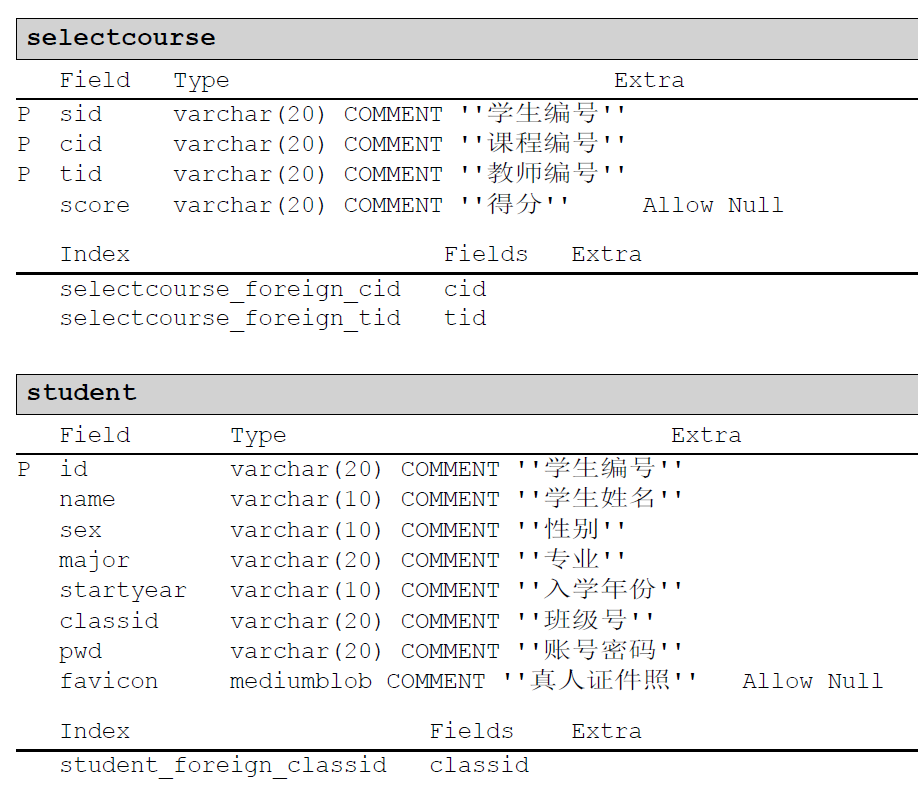 selectcourse
Field Type Extra
P sid varchar(20) COMMENT ''学生编号''
P cid varchar(20) COMMENT ''课程编号''
P tid varchar(20) COMMENT ''教师编号''
score varchar(20) COMMENT ''得分'' Allow Null
Index Fields Extra
selectcourse_foreign_cid cid
selectcourse_foreign_tid tid
student
Field Type Extra
P id varchar(20) COMMENT ''学生编号''
name varchar(10) COMMENT ''学生姓名''
sex varchar(10) COMMENT ''性别''
major varchar(20) COMMENT ''专业''
startyear varchar(10) COMMENT ''入学年份''
classid varchar(20) COMMENT ''班级号''
pwd varchar(20) COMMENT ''账号密码''
favicon mediumblob COMMENT ''真人证件照'' Allow Null
Index Fields Extra
student_foreign_classid classid